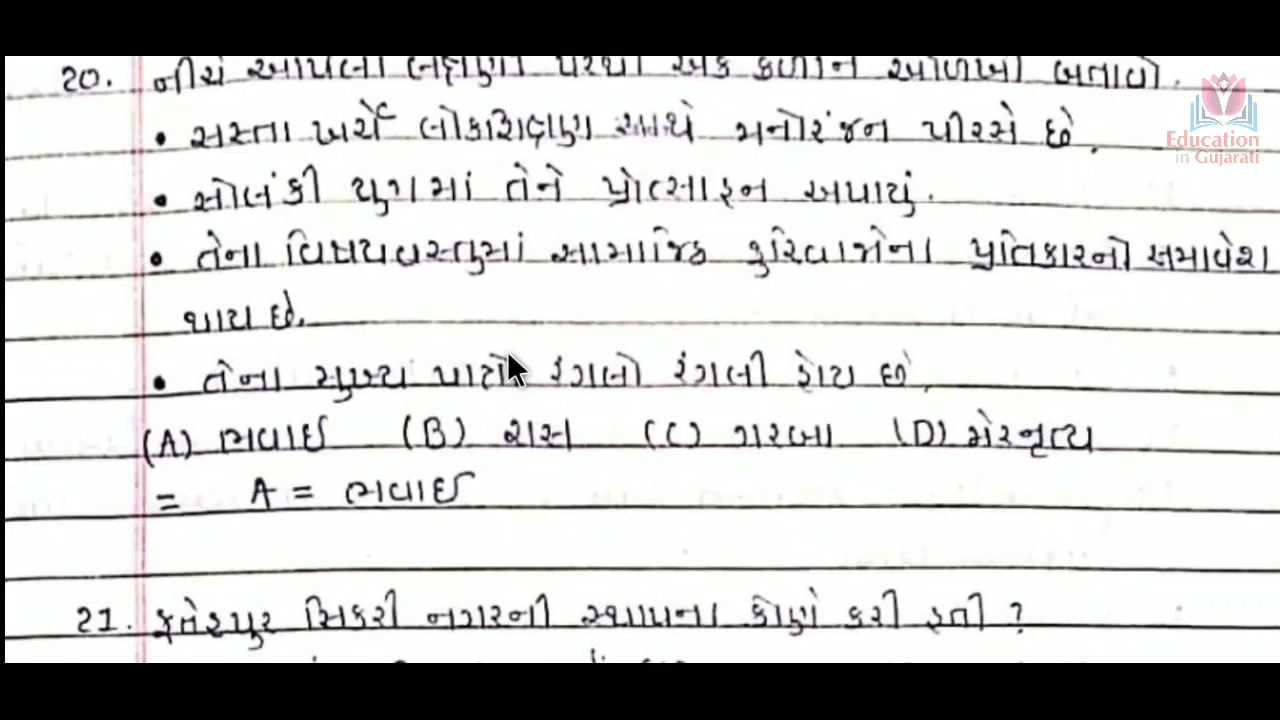 20. નીચે આપેલા લક્ષણો પરથી એક કળાને ઓળખી બતાવો.
• સસ્તા ખર્ચે લોકશિક્ષણ સાથે મનોરંજન પીરસે છે.
• સોલંકી યુગમાં તેને પ્રોત્સાહન અપાયું.
• તેના વિષયવસ્તુમાં સામાજિક કુરિવાજોના પ્રતિકારનો સમાવેશ
થાય છે.
• તેના મુખ્ય પાત્રો રંગલો રંગલી હોય છે.
(A) ભવાઈ (B) રાસ (C) ગરબા (D) મેરનૃત્ય
= A = ભવાઈ
21. ફતેહપુર સિકરી નગરની સ્થાપના કોણે કરી હતી ?
Education
in Gujarati